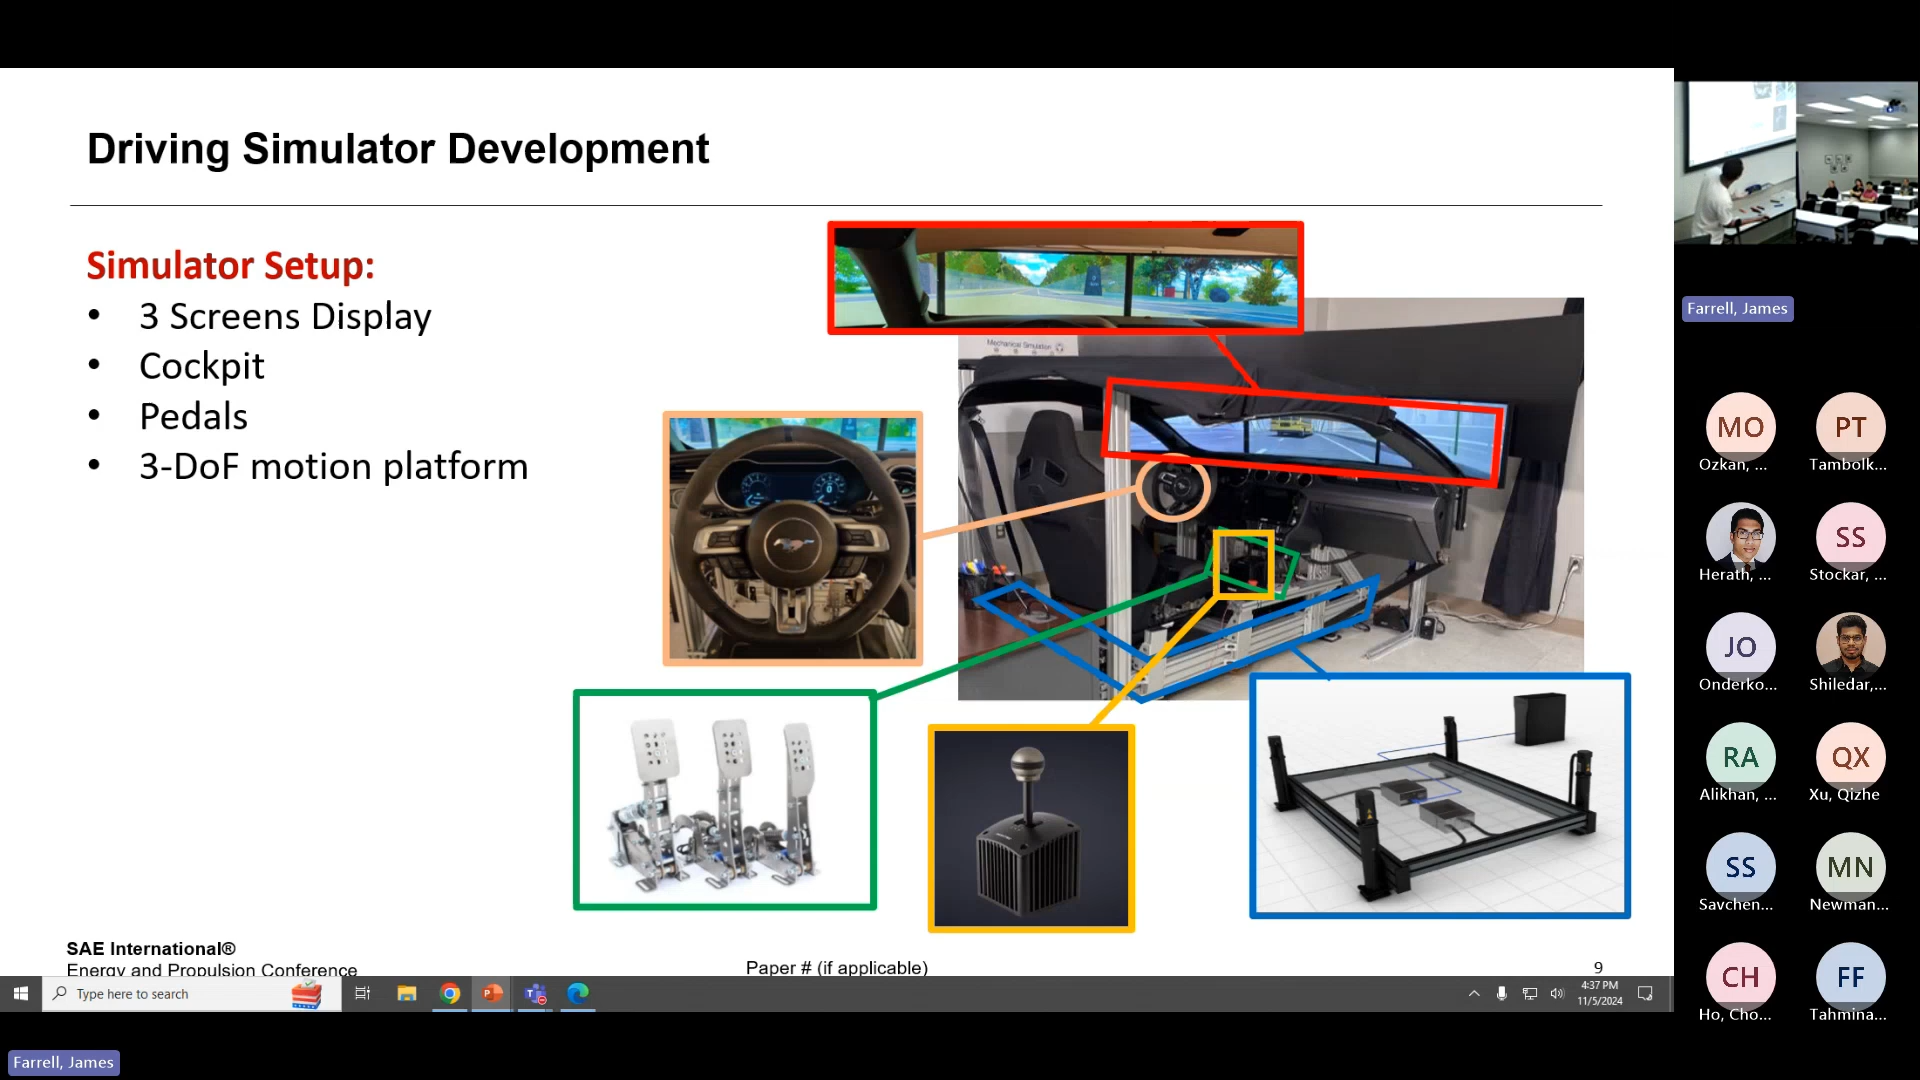 Driving Simulator Development
Simulator Setup:
• 3 Screens Display
• Cockpit
• Pedals
• 3-DoF motion platform
Mechanical Simulation
SAE International®
Energy and Propulsion Conference
Paper # (if applicable)
9
Type here to search
4:37 PM
11/5/2024
Farrell, James
Farrell, James
MO
PT
Ozkan, ...
Tambolk...
SS
Herath, ...
Stockar, ...
JO
Onderko...
Shiledar,...
RA
QX
Alikhan, ...
Xu, Qizhe
SS
MN
Savchen...
Newman...
CH
FF
Ho, Cho...
Tahmina...